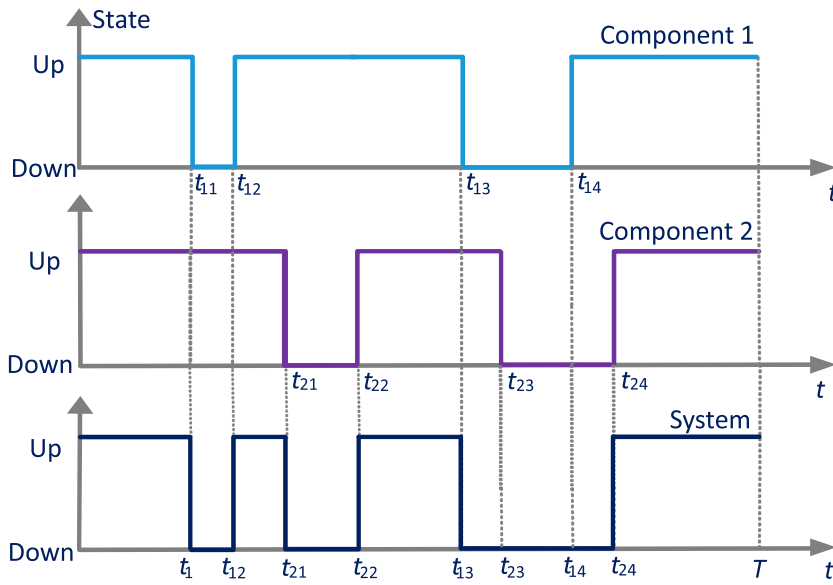 State
Component 1
Up
Down
t11 t12 t13 t14 t
Component 2
Up
Down
t21 t22 t23 t24 t
System
Up
Down
t1 t12 t21 t22 t13 t23 t14 t24 T t